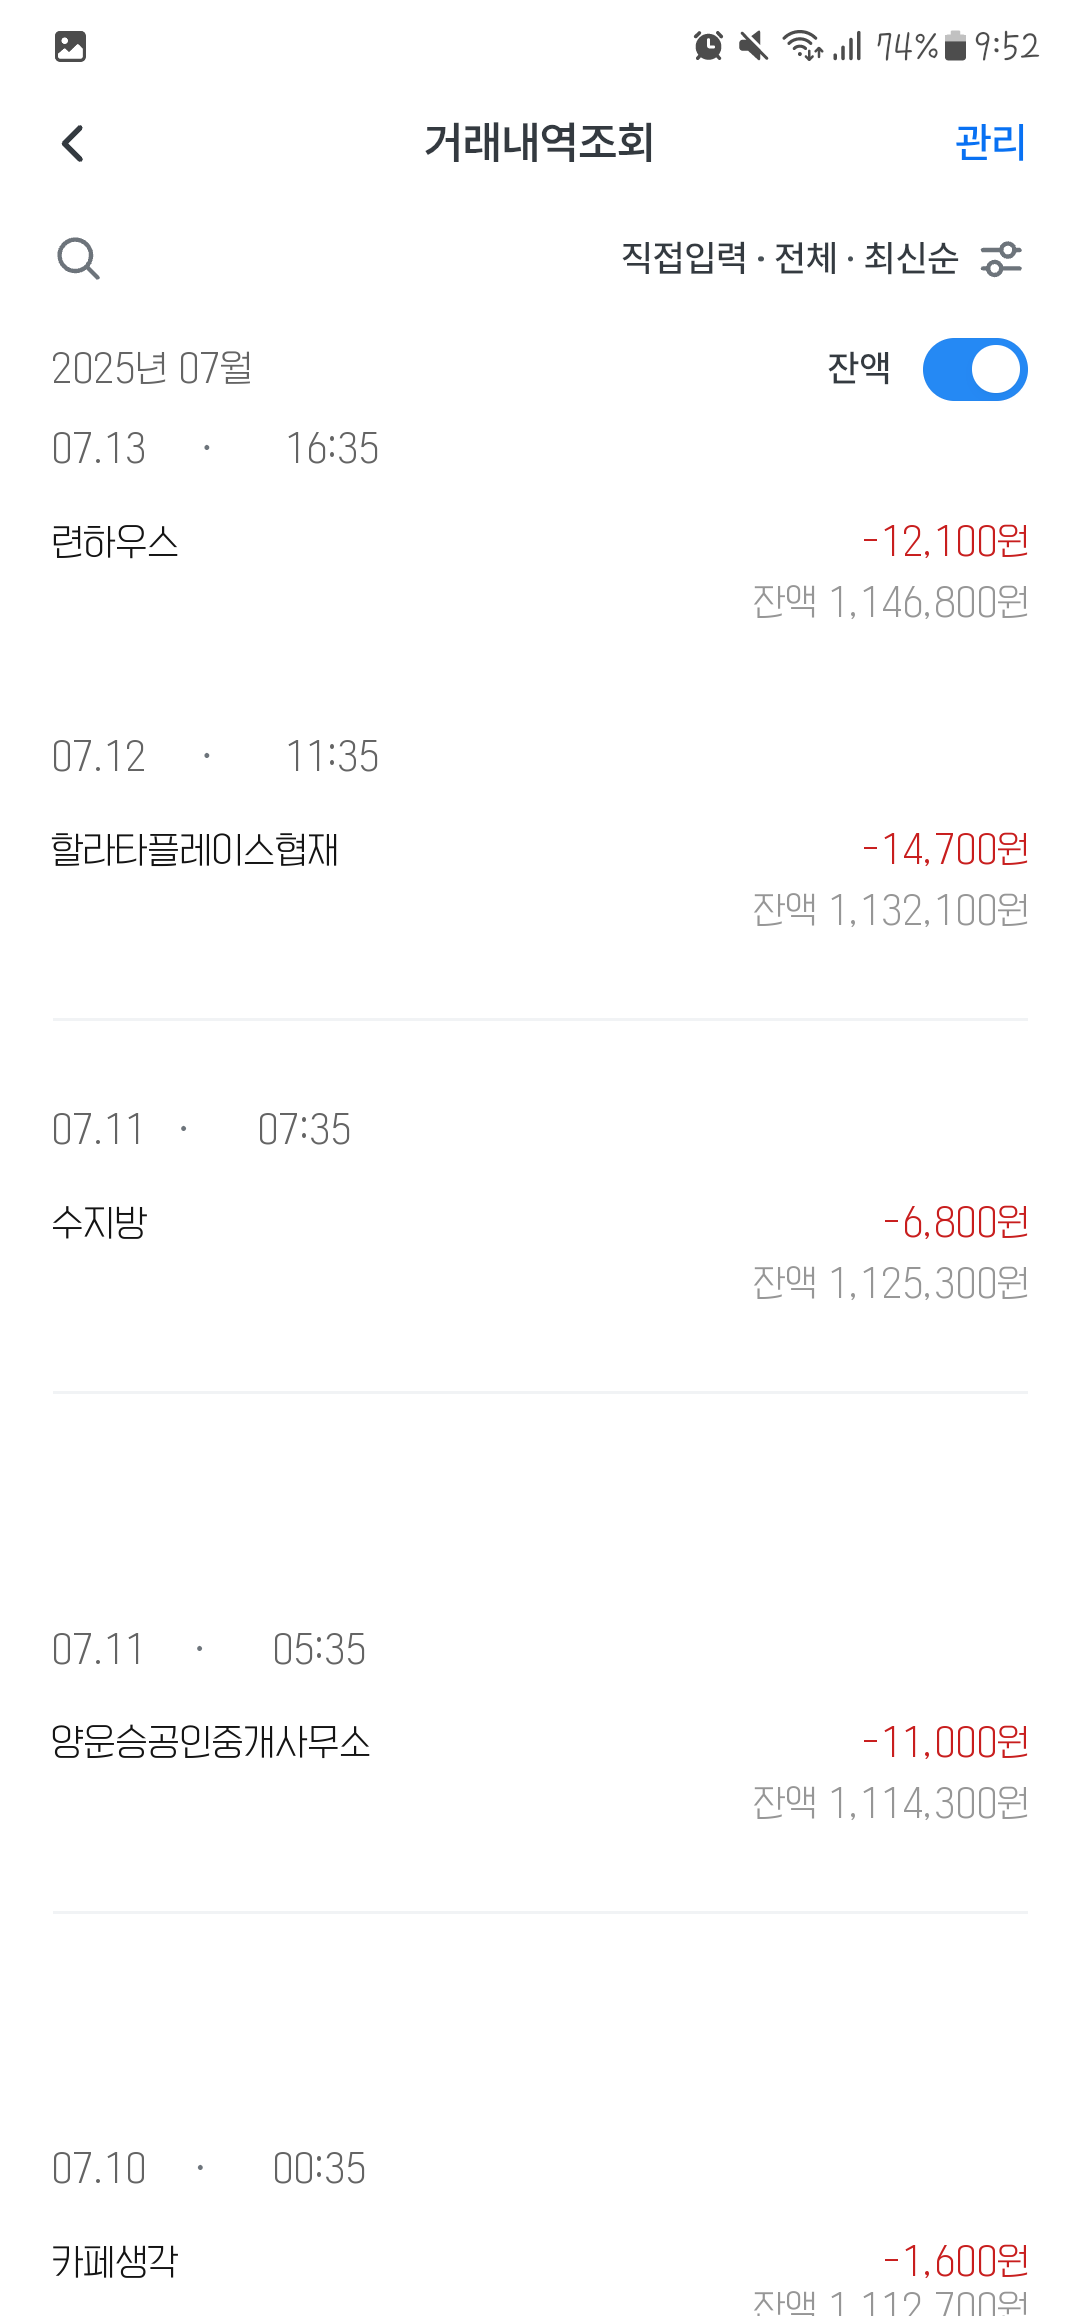 74% 9:52
거래내역조회 관리
직접입력 · 전체 · 최신순
2025년 07월 잔액
07.13 · 16:35
련하우스 -12,100원
잔액 1,146,800원
07.12 · 11:35
할라타플레이스협재 -14,700원
잔액 1,132,100원
07.11 · 07:35
수지방 -6,800원
잔액 1,125,300원
07.11 · 05:35
양운승공인중개사무소 -11,000원
잔액 1,114,300원
07.10 · 00:35
카페생각 -1,600원
잔액 1,112,700원